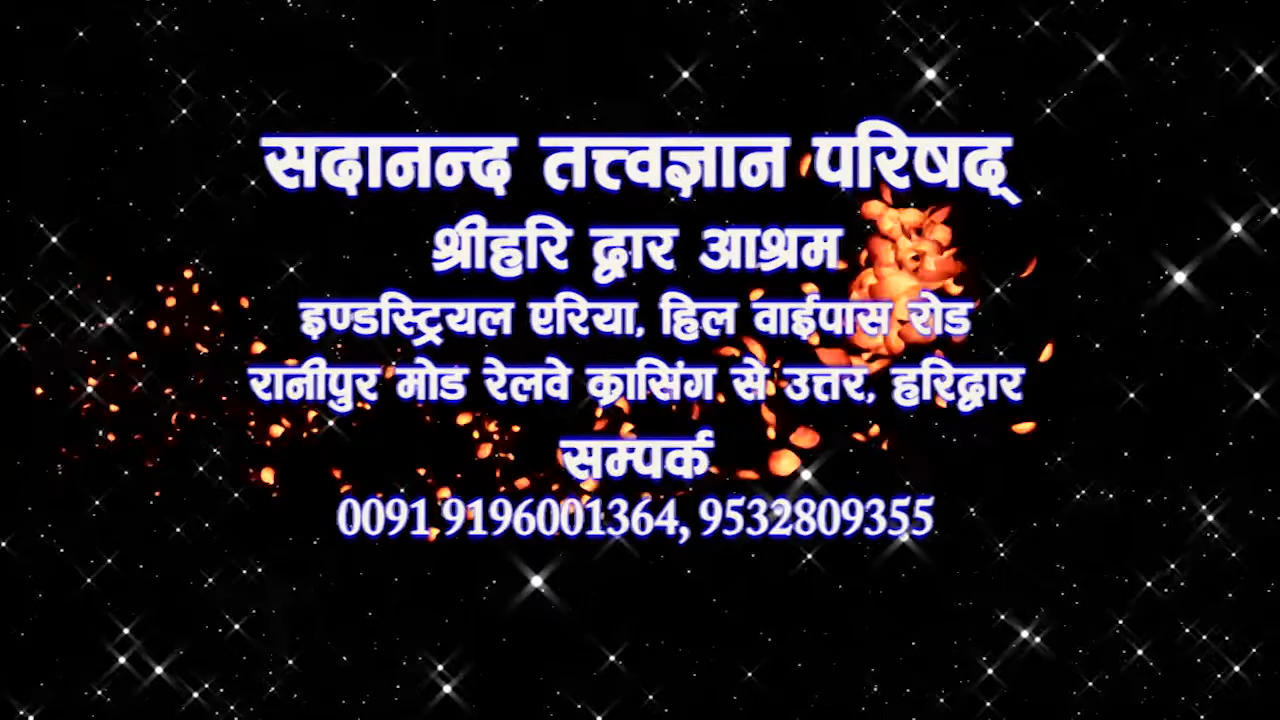 सदानन्द तत्त्वज्ञान परिषद्
श्रीहरि द्वार आश्रम
इण्डस्ट्रियल एरिया, हिल वाईपास रोड
रानीपुर मोड रेलवे क्रासिंग से उत्तर, हरिद्वार
सम्पर्क
0091 9196001364, 9532809355